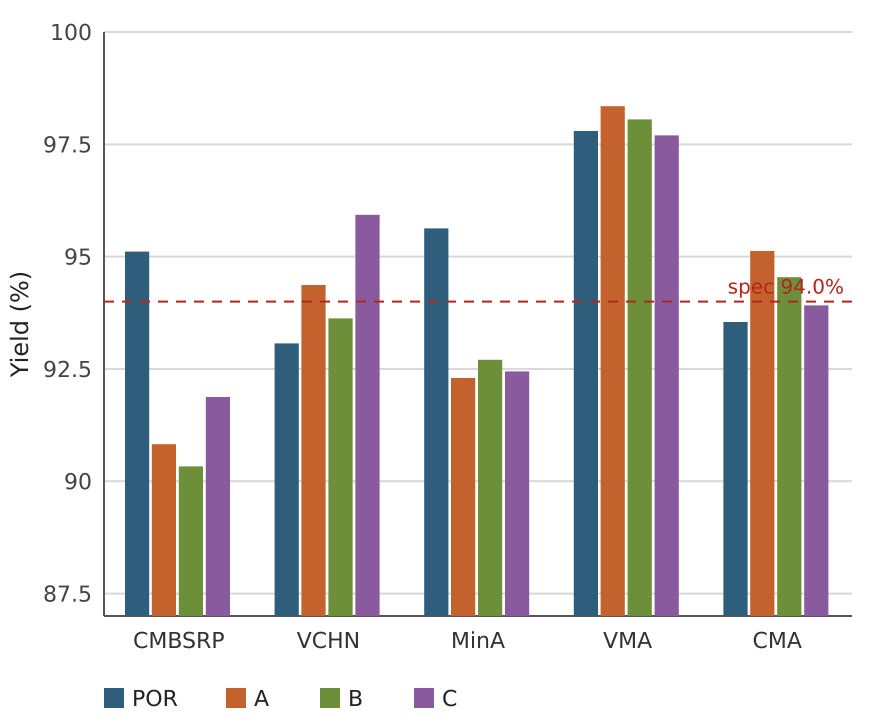 100
97.5
95
92.5
90
87.5
Yield (%)
spec 94.0%
CMBSRP VCHN MinA VMA CMA
POR A B C